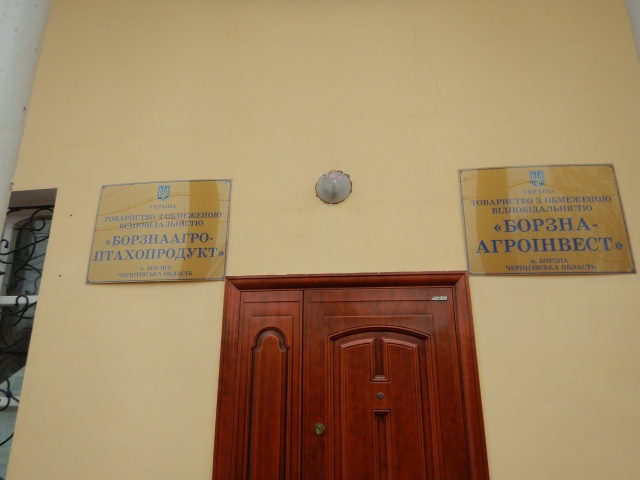 УКРАЇНА
ТОВАРИСТВО З ОБМЕЖЕНОЮ
ВІДПОВІДАЛЬНІСТЮ
«БОРЗНААГРО-
ПТАХОПРОДУКТ»
м. БОРЗНА
ЧЕРНІГІВСЬКА ОБЛАСТЬ
УКРАЇНА
ТОВАРИСТВО З ОБМЕЖЕНОЮ
ВІДПОВІДАЛЬНІСТЮ
«БОРЗНА-
АГРОІНВЕСТ»
м. БОРЗНА
ЧЕРНІГІВСЬКА ОБЛАСТЬ